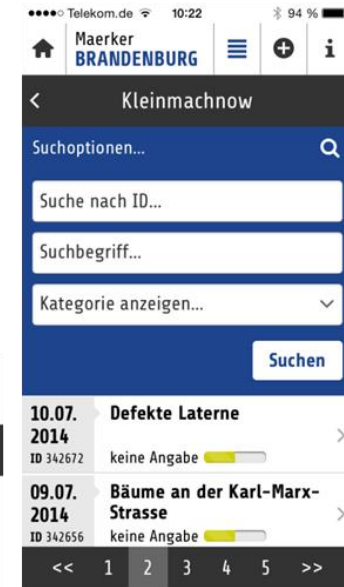 Telekom.de 10:22 94 %
Maerker
BRANDENBURG
i
Kleinmachnow
Suchoptionen...
Suche nach ID...
Suchbegriff...
Kategorie anzeigen...
Suchen
10.07.
2014
ID 342672
Defekte Laterne
keine Angabe
09.07.
2014
ID 342656
Bäume an der Karl-Marx-
Strasse
keine Angabe
<< 1 2 3 4 5 >>